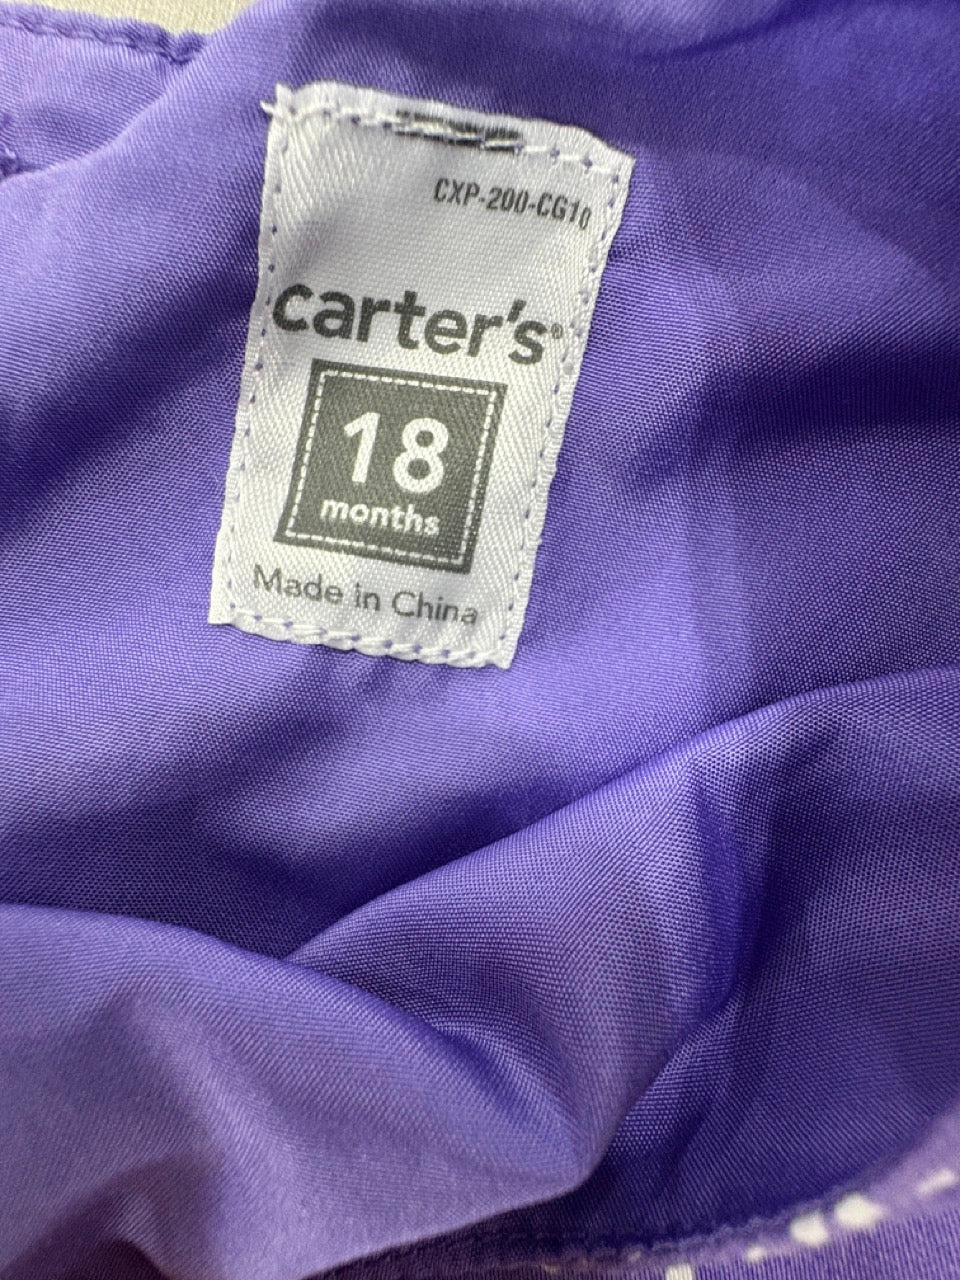 CXP-200-CG10
carter's®
18
months
Made in China